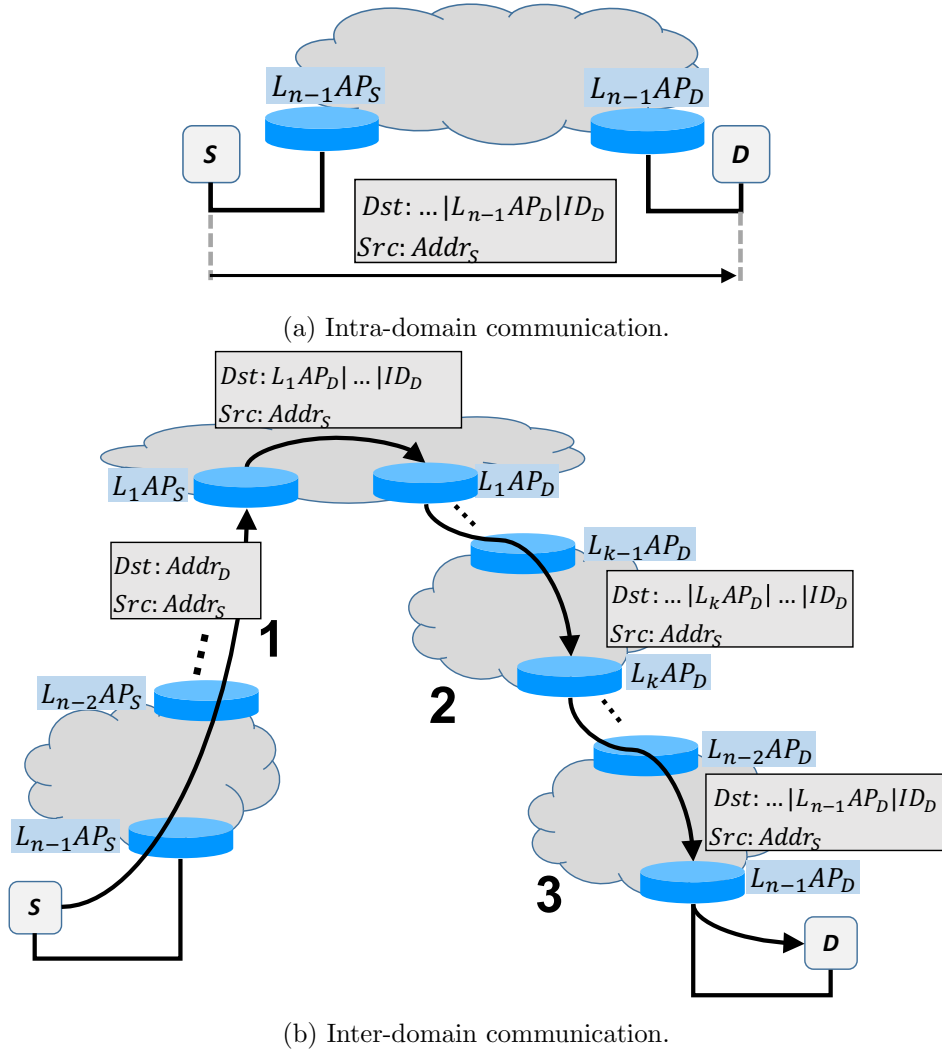 L_{n-1}AP_S
L_{n-1}AP_D
S
D
Dst: …|L_{n-1}AP_D|ID_D
Src: Addr_S
(a) Intra-domain communication.
Dst: L_1AP_D| … |ID_D
Src: Addr_S
L_1AP_S
L_1AP_D
L_{k-1}AP_D
Dst: Addr_D
Src: Addr_S
Dst: … |L_kAP_D| … |ID_D
Src: Addr_S
1
L_kAP_D
L_{n-2}AP_S
2
L_{n-2}AP_D
Dst: … |L_{n-1}AP_D|ID_D
Src: Addr_S
L_{n-1}AP_S
L_{n-1}AP_D
3
S
D
(b) Inter-domain communication.